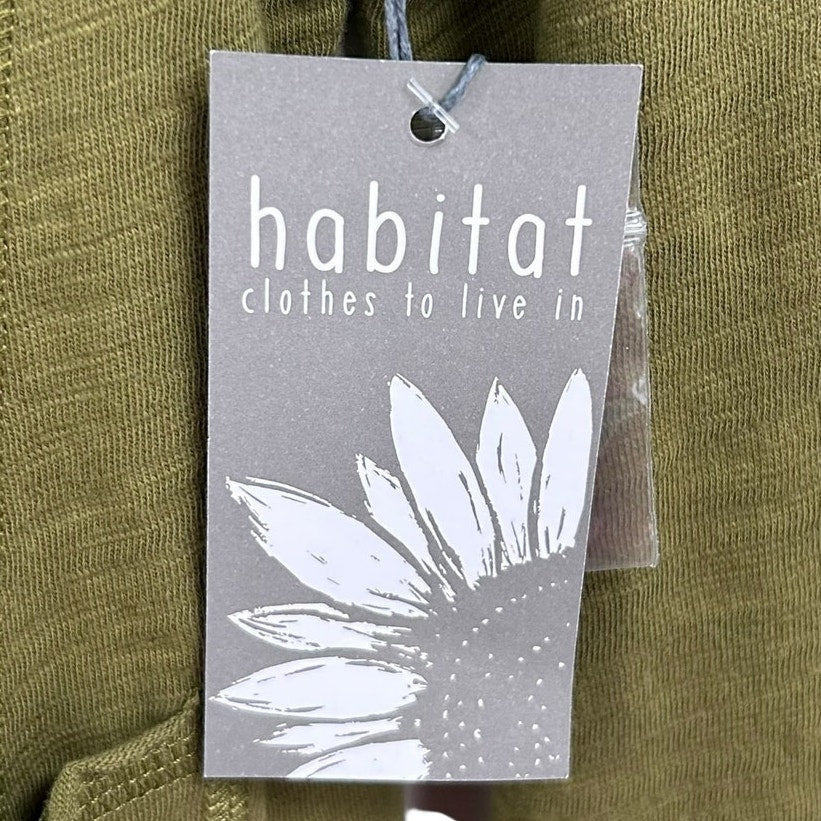 habitat
clothes to live in